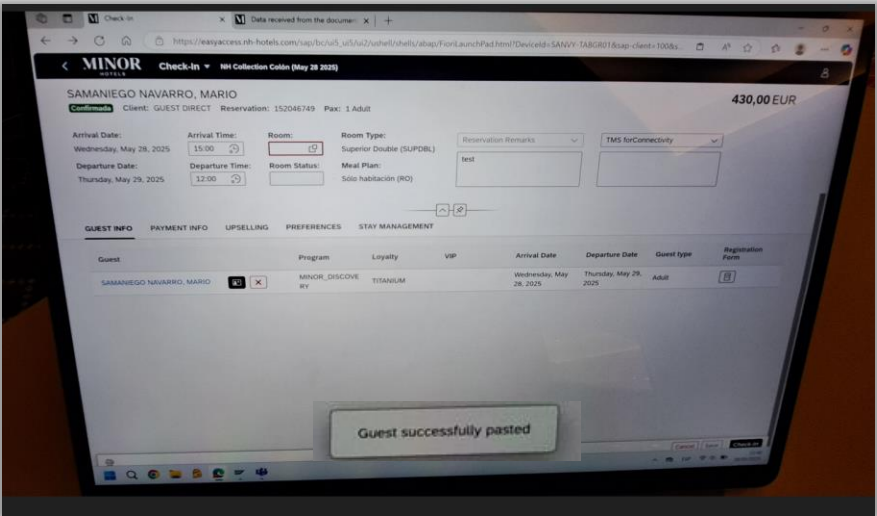 Check-In
Data received from the document
https://easyaccess.nh-hotels.com/sap/bc/ui5_ui5/ui2/ushell/shells/abap/FioriLaunchPad.html?DeviceId=SANVY-TABGR01&sap-client=100&s...
MINOR
HOTELS
Check-In
NH Collection Colón (May 28 2025)
SAMANIEGO NAVARRO, MARIO
430,00 EUR
Confirmada Client: GUEST DIRECT Reservation: 152046749 Pax: 1 Adult
Arrival Date: Arrival Time: Room: Room Type:
Wednesday, May 28, 2025 15:00 Superior Double (SUPDBL)
Reservation Remarks TMS forConnectivity
test
Departure Date: Departure Time: Room Status: Meal Plan:
Thursday, May 29, 2025 12:00 Sólo habitación (RO)
GUEST INFO PAYMENT INFO UPSELLING PREFERENCES STAY MANAGEMENT
Guest Program Loyalty VIP Arrival Date Departure Date Guest type Registration Form
SAMANIEGO NAVARRO, MARIO MINOR_DISCOVERY TITANIUM Wednesday, May 28, 2025 Thursday, May 29, 2025 Adult
Guest successfully pasted
Cancel Save Check-in